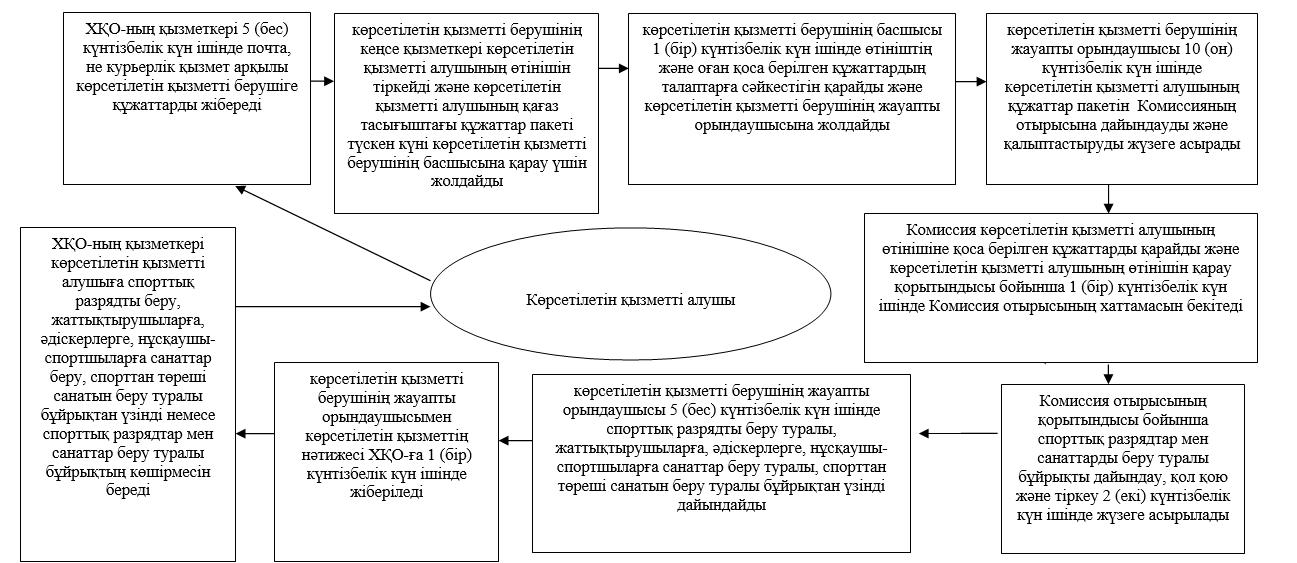 ХҚО-ның қызметкері 5 (бес)
күнтізбелік күн ішінде почта,
не курьерлік қызмет арқылы
көрсетілетін қызметті берушіге
құжаттарды жібереді
көрсетілетін қызметті берушінің
кеңсе қызметкері көрсетілетін
қызметті алушының өтінішін
тіркейді және көрсетілетін
қызметті алушының қағаз
тасығыштағы құжаттар пакеті
түскен күні көрсетілетін қызметті
берушінің басшысына қарау үшін
жолдайды
көрсетілетін қызметті берушінің басшысы
1 (бір) күнтізбелік күн ішінде өтініштің
және оған қоса берілген құжаттардың
талаптарға сәйкестігін қарайды және
көрсетілетін қызметті берушінің жауапты
орындаушысына жолдайды
көрсетілетін қызметті берушінің
жауапты орындаушысы 10 (он)
күнтізбелік күн ішінде
көрсетілетін қызметті алушының
құжаттар пакетін Комиссияның
отырысына дайындауды және
қалыптастыруды жүзеге асырады
Комиссия көрсетілетін қызметті алушының
өтінішіне қоса берілген құжаттарды қарайды және
көрсетілетін қызметті алушының өтінішін қарау
қорытындысы бойынша 1 (бір) күнтізбелік күн
ішінде Комиссия отырысының хаттамасын бекітеді
Комиссия отырысының
қорытындысы бойынша
спорттық разрядтар мен
санаттарды беру туралы
бұйрықты дайындау, қол қою
және тіркеу 2 (екі) күнтізбелік
күн ішінде жүзеге асырылады
көрсетілетін қызметті берушінің жауапты
орындаушысы 5 (бес) күнтізбелік күн ішінде
спорттық разрядты беру туралы,
жаттықтырушыларға, әдіскерлерге, нұсқаушы-
спортшыларға санаттар беру туралы, спорттан
төреші санатын беру туралы бұйрықтан үзінді
дайындайды
көрсетілетін қызметті
берушінің жауапты
орындаушысымен
көрсетілетін қызметтің
нәтижесі ХҚО-ға 1 (бір)
күнтізбелік күн ішінде
жіберіледі
ХҚО-ның қызметкері
көрсетілетін қызметті
алушыға спорттық
разрядты беру,
жаттықтырушыларға,
әдіскерлерге, нұсқаушы-
спортшыларға санаттар
беру, спорттан төреші
санатын беру туралы
бұйрықтан үзінді немесе
спорттық разрядтар мен
санаттар беру туралы
бұйрықтың көшірмесін
береді
Көрсетілетін қызметті алушы